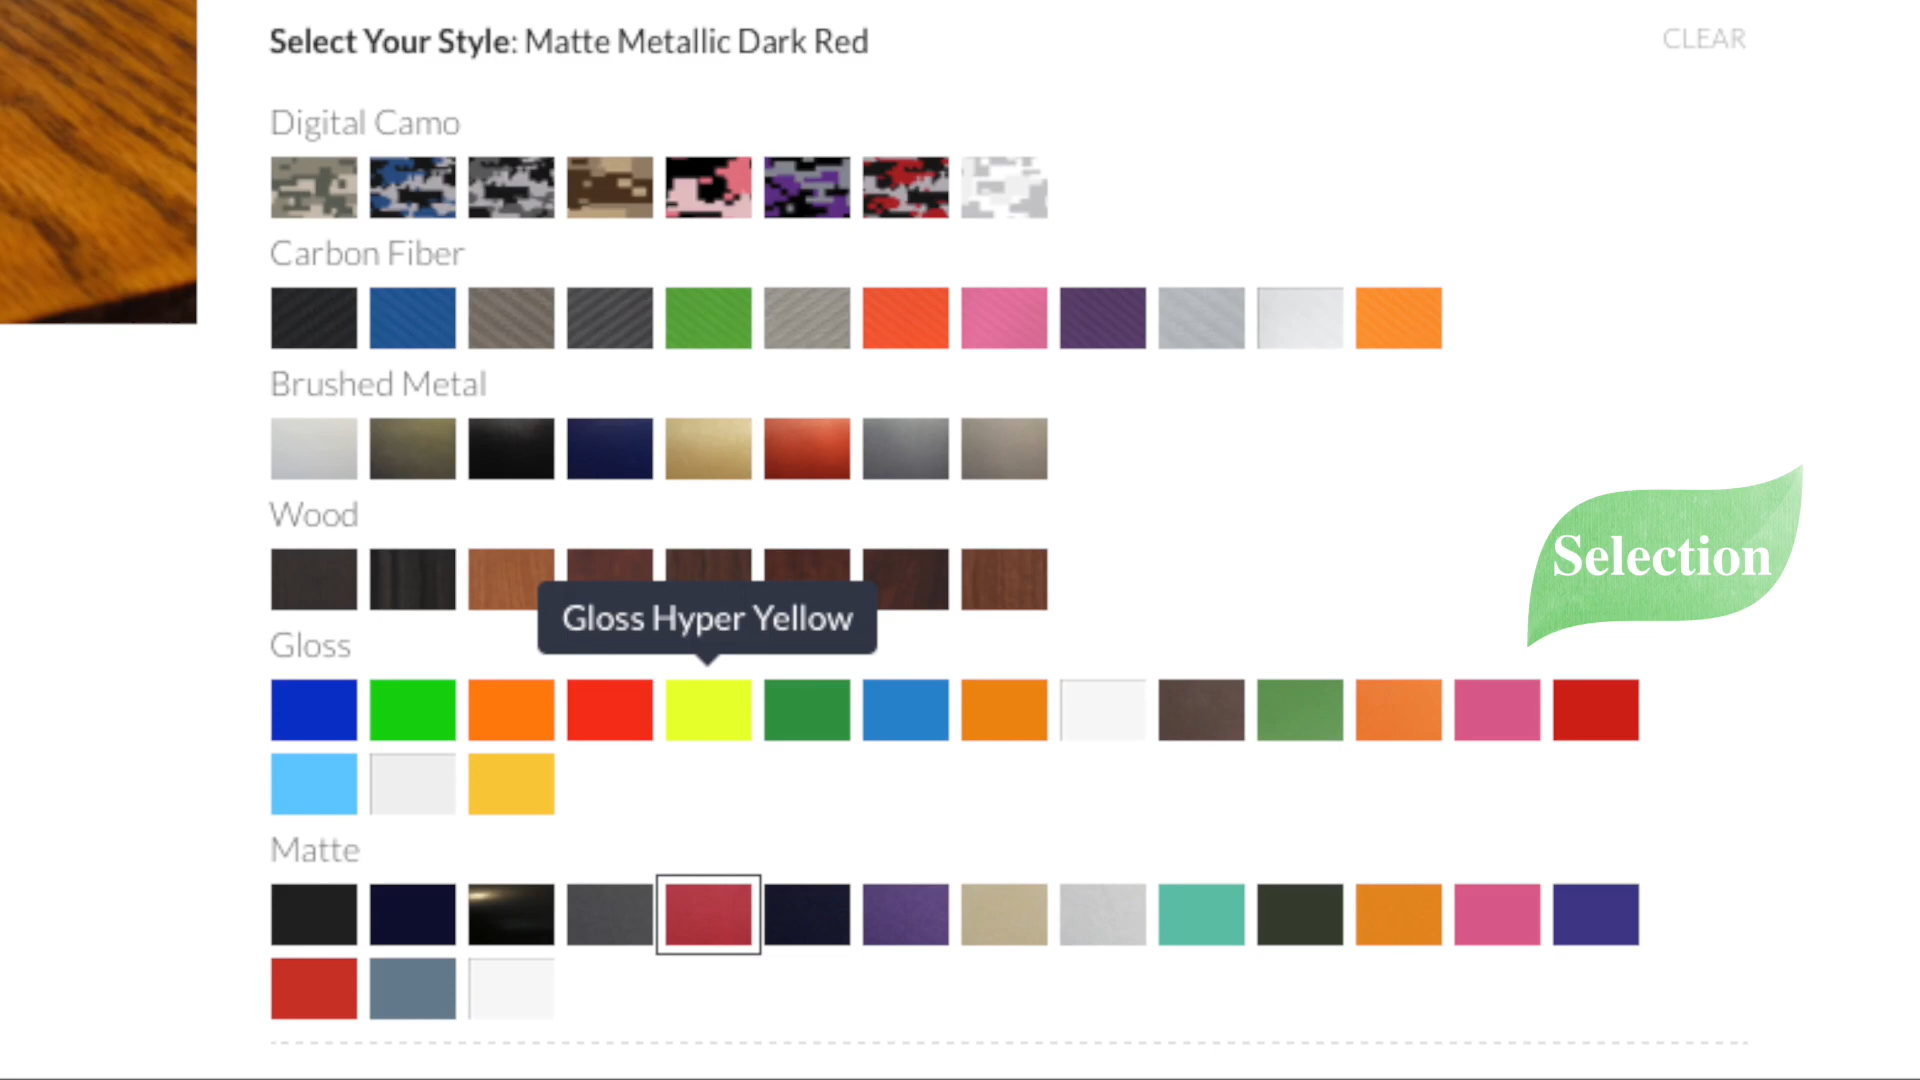 Select Your Style: Matte Metallic Dark Red
CLEAR
Digital Camo
Carbon Fiber
Brushed Metal
Wood
Selection
Gloss Hyper Yellow
Gloss
Matte